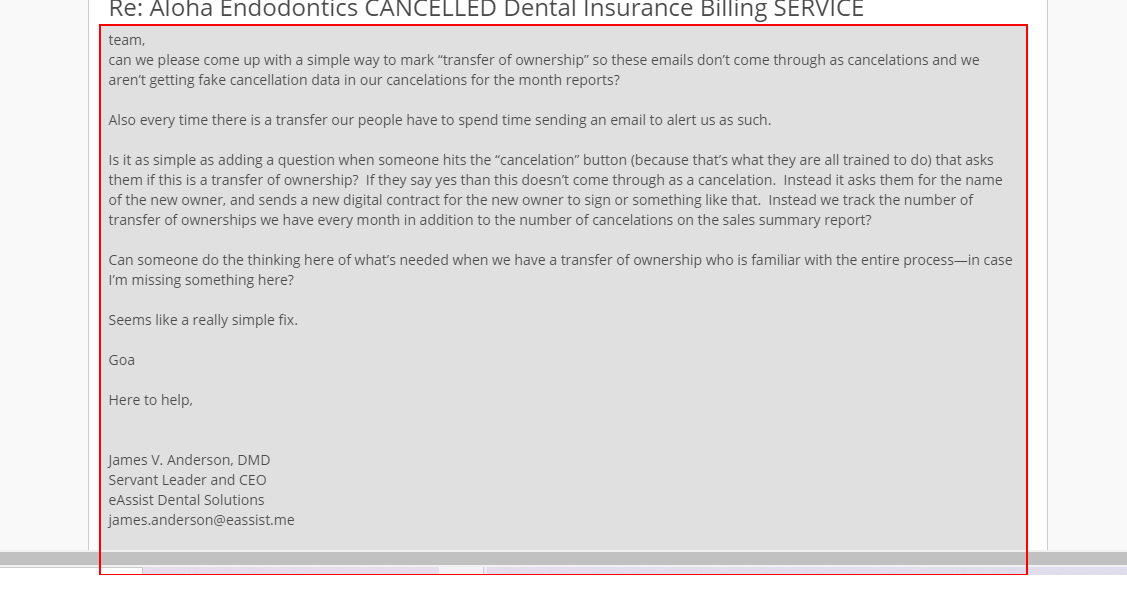 Re: Aloha Endodontics CANCELLED Dental Insurance Billing SERVICE
team,
can we please come up with a simple way to mark “transfer of ownership” so these emails don’t come through as cancelations and we
aren’t getting fake cancellation data in our cancelations for the month reports?
Also every time there is a transfer our people have to spend time sending an email to alert us as such.
Is it as simple as adding a question when someone hits the “cancelation” button (because that’s what they are all trained to do) that asks
them if this is a transfer of ownership?  If they say yes than this doesn’t come through as a cancelation.  Instead it asks them for the name
of the new owner, and sends a new digital contract for the new owner to sign or something like that.  Instead we track the number of
transfer of ownerships we have every month in addition to the number of cancelations on the sales summary report?
Can someone do the thinking here of what’s needed when we have a transfer of ownership who is familiar with the entire process—in case
I’m missing something here?
Seems like a really simple fix.
Goa
Here to help,
James V. Anderson, DMD
Servant Leader and CEO
eAssist Dental Solutions
james.anderson@eassist.me